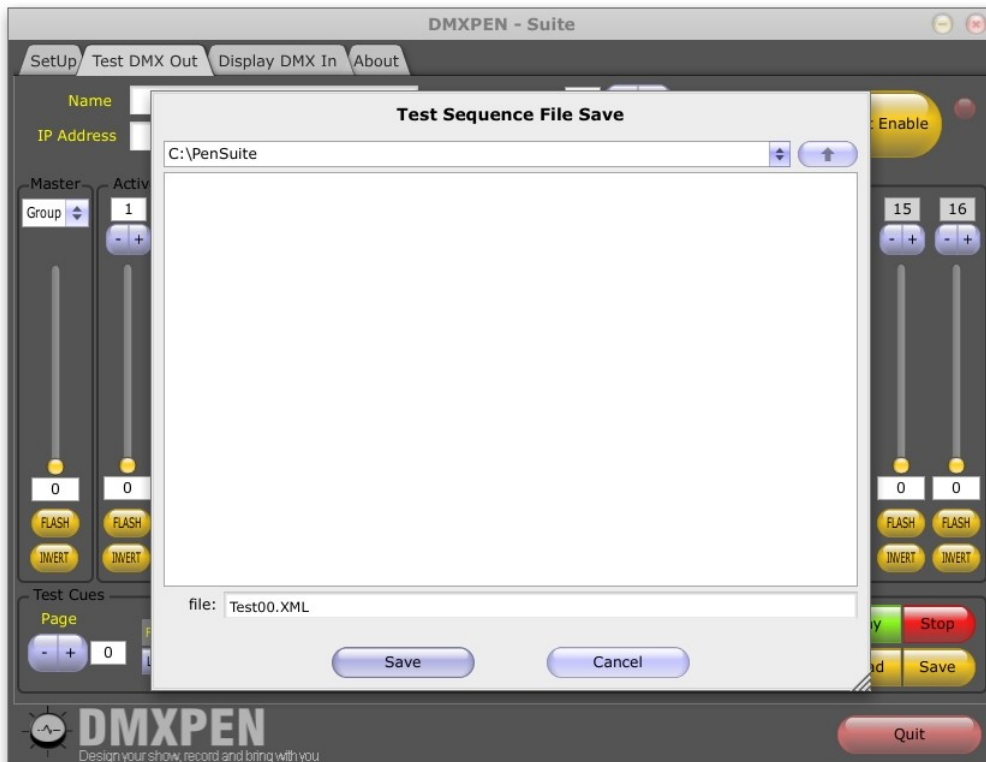 DMXPEN - Suite
SetUp Test DMX Out Display DMX In About
Name
IP Address
Enable
Test Sequence File Save
C:\PenSuite
Master
Group
1
- +
15
- +
16
- +
0
0
0
0
FLASH
FLASH
FLASH
FLASH
INVERT
INVERT
INVERT
INVERT
file: Test00.XML
Save
Cancel
Test Cues
Page
- + 0
Stop
Save
DMXPEN
Design your show, record and bring with you
Quit